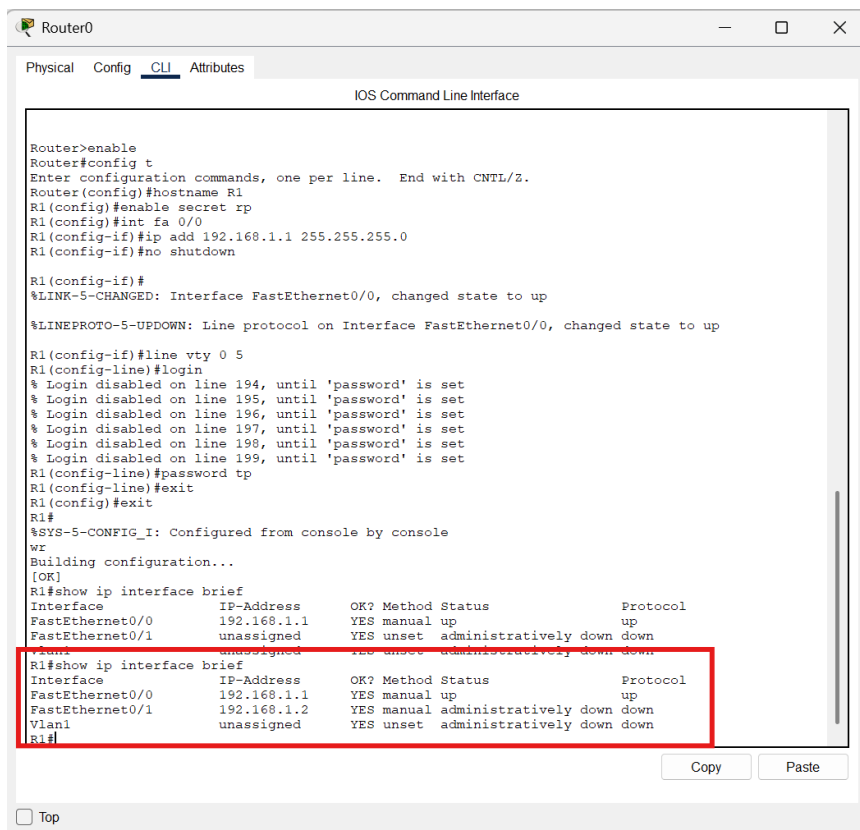 Router0
Physical Config CLI Attributes
IOS Command Line Interface
Router>enable
Router#config t
Enter configuration commands, one per line.  End with CNTL/Z.
Router(config)#hostname R1
R1(config)#enable secret rp
R1(config)#int fa 0/0
R1(config-if)#ip add 192.168.1.1 255.255.255.0
R1(config-if)#no shutdown
R1(config-if)#
%LINK-5-CHANGED: Interface FastEthernet0/0, changed state to up
%LINEPROTO-5-UPDOWN: Line protocol on Interface FastEthernet0/0, changed state to up
R1(config-if)#line vty 0 5
R1(config-line)#login
% Login disabled on line 194, until 'password' is set
% Login disabled on line 195, until 'password' is set
% Login disabled on line 196, until 'password' is set
% Login disabled on line 197, until 'password' is set
% Login disabled on line 198, until 'password' is set
% Login disabled on line 199, until 'password' is set
R1(config-line)#password tp
R1(config-line)#exit
R1(config)#exit
R1#
%SYS-5-CONFIG_I: Configured from console by console
wr
Building configuration...
[OK]
R1#show ip interface brief
Interface              IP-Address      OK? Method Status                Protocol
FastEthernet0/0        192.168.1.1     YES manual up                    up
FastEthernet0/1        unassigned      YES unset  administratively down down
Vlan1                  unassigned      YES unset  administratively down down
R1#show ip interface brief
Interface              IP-Address      OK? Method Status                Protocol
FastEthernet0/0        192.168.1.1     YES manual up                    up
FastEthernet0/1        192.168.1.2     YES manual administratively down down
Vlan1                  unassigned      YES unset  administratively down down
R1#
Copy Paste
Top